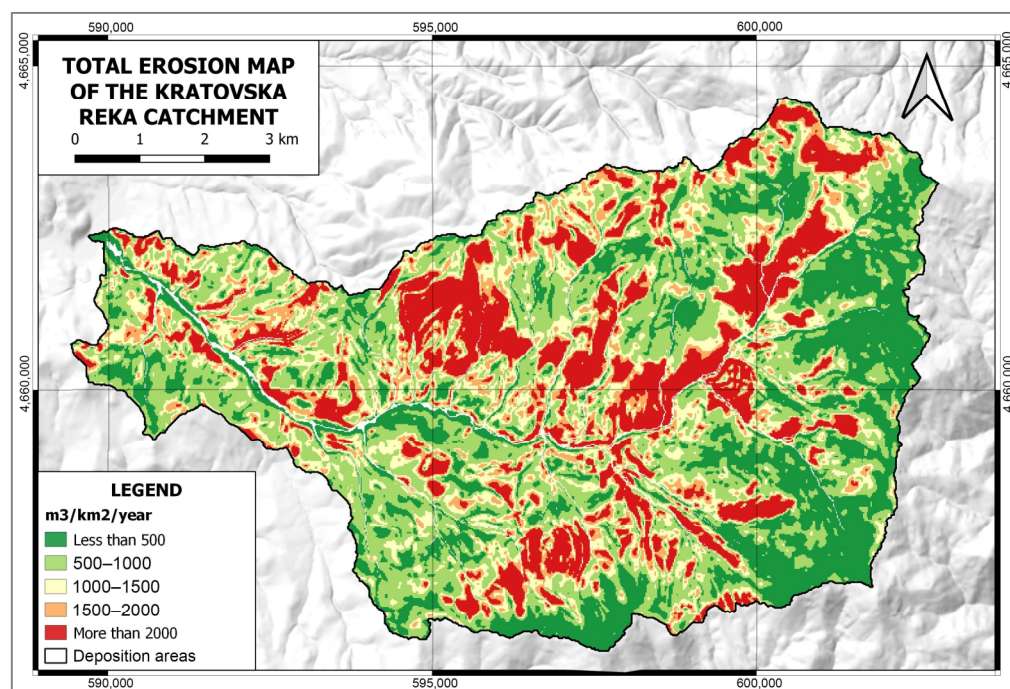 590,000 595,000 600,000
4,665,000 4,665,000
TOTAL EROSION MAP
OF THE KRATOVSKA
REKA CATCHMENT
0 1 2 3 km
4,660,000 4,660,000
LEGEND
m3/km2/year
Less than 500
500–1000
1000–1500
1500–2000
More than 2000
Deposition areas
590,000 595,000 600,000